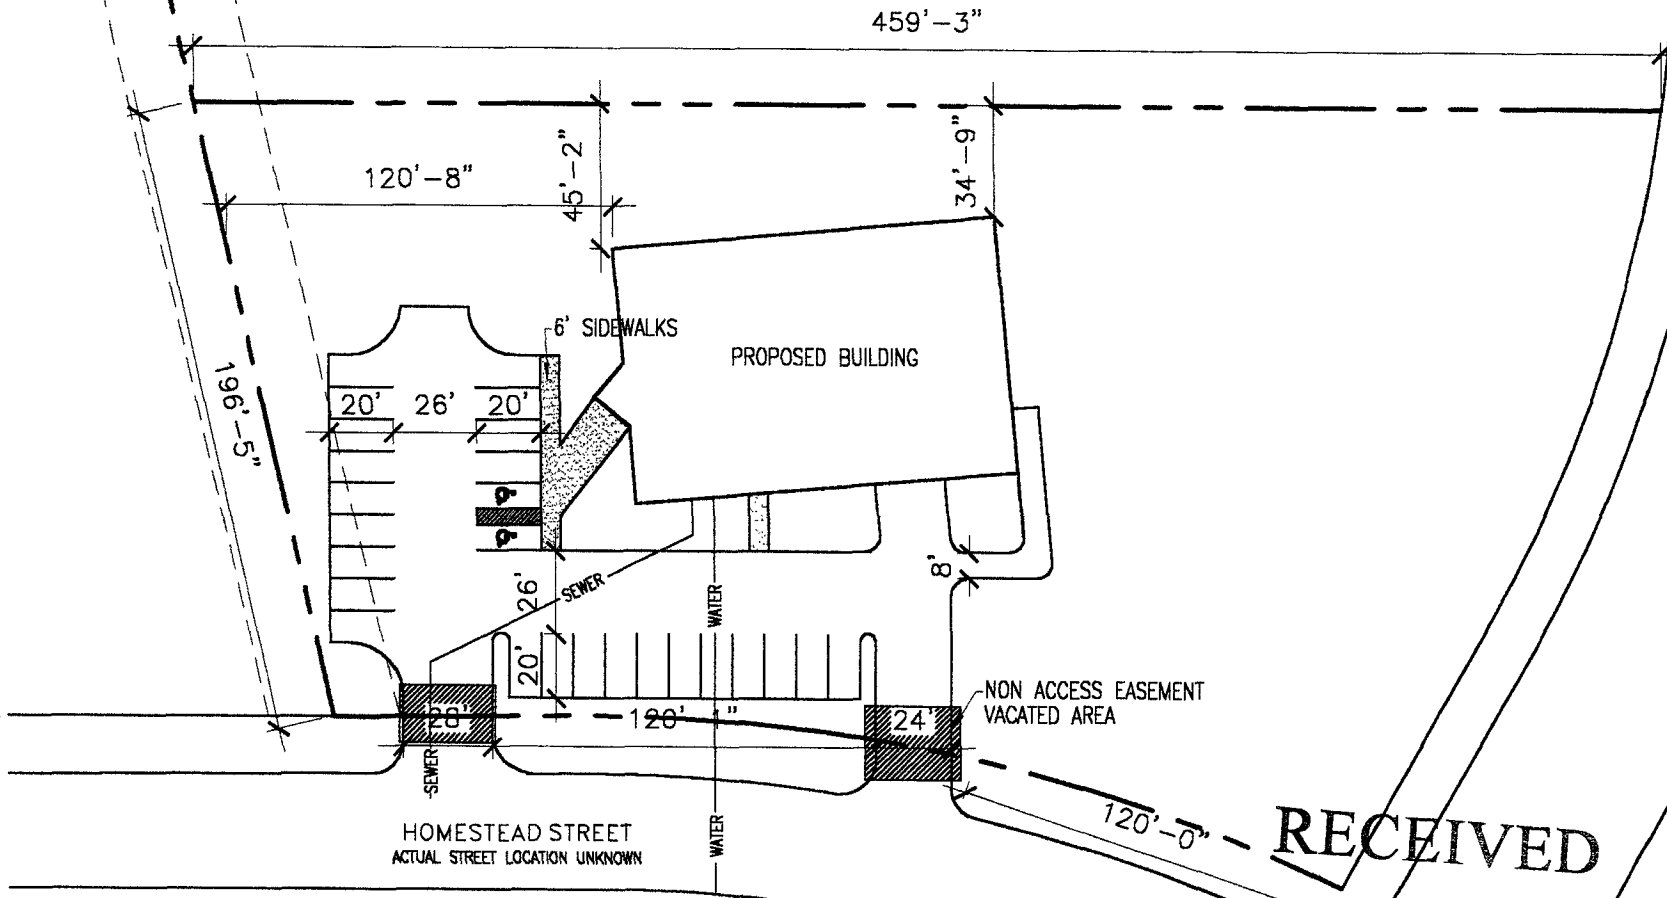 459'-3"
120'-8"
45'-2"
34'-9"
6' SIDEWALKS
PROPOSED BUILDING
196'-5"
20' 26' 20'
8'
26'
SEWER
WATER
20'
NON ACCESS EASEMENT
VACATED AREA
28'
120'-1"
24'
SEWER
120'-0"
RECEIVED
HOMESTEAD STREET
ACTUAL STREET LOCATION UNKNOWN
WATER